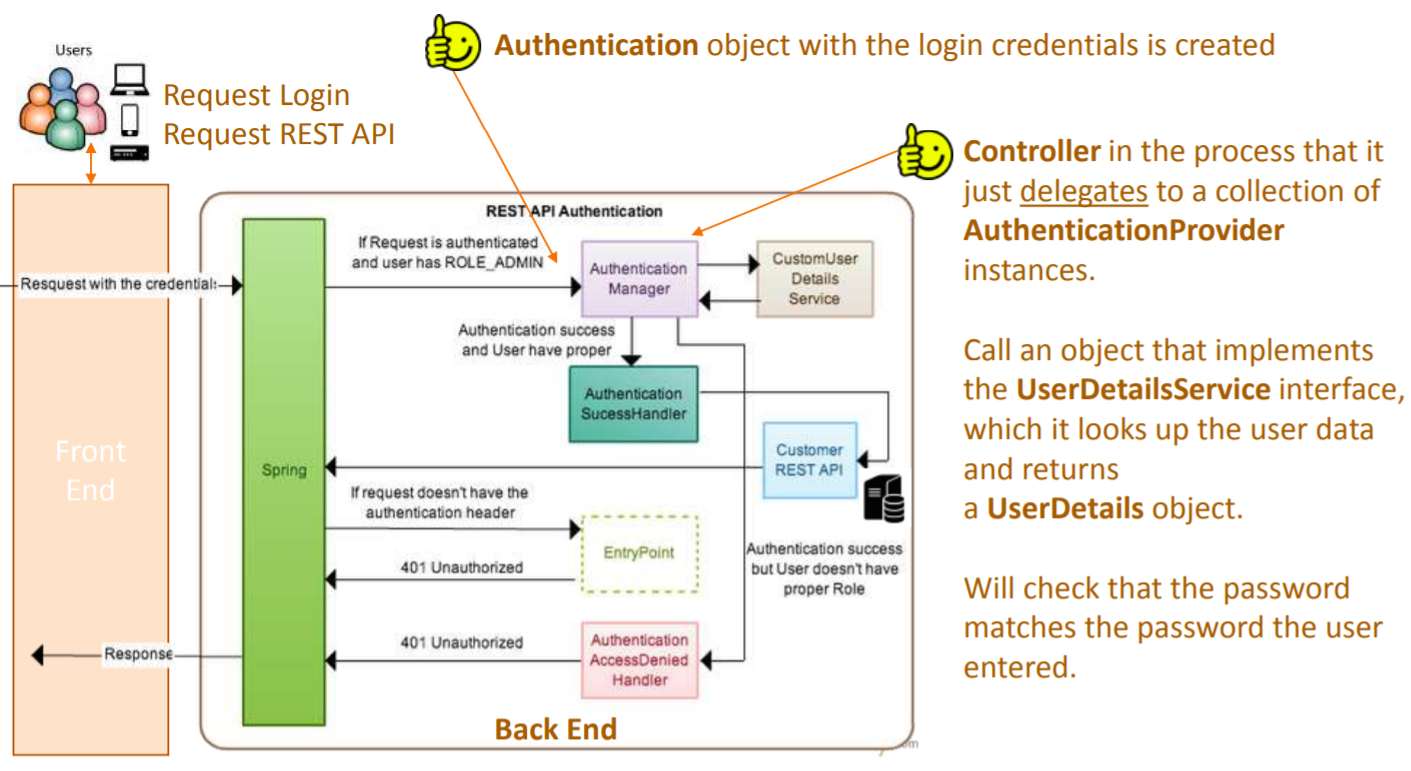 Users
Request Login
Request REST API
Authentication object with the login credentials is created
Controller in the process that it
just delegates to a collection of
AuthenticationProvider
instances.
Call an object that implements
the UserDetailsService interface,
which it looks up the user data
and returns
a UserDetails object.
Will check that the password
matches the password the user
entered.
Front
End
REST API Authentication
Resquest with the credentials
If Request is authenticated
and user has ROLE_ADMIN
Authentication
Manager
CustomUser
Details
Service
Authentication success
and User have proper
Authentication
SucessHandler
Customer
REST API
Spring
If request doesn't have the
authentication header
EntryPoint
401 Unauthorized
Authentication success
but User doesn't have
proper Role
401 Unauthorized
Authentication
AccessDenied
Handler
Response
Back End